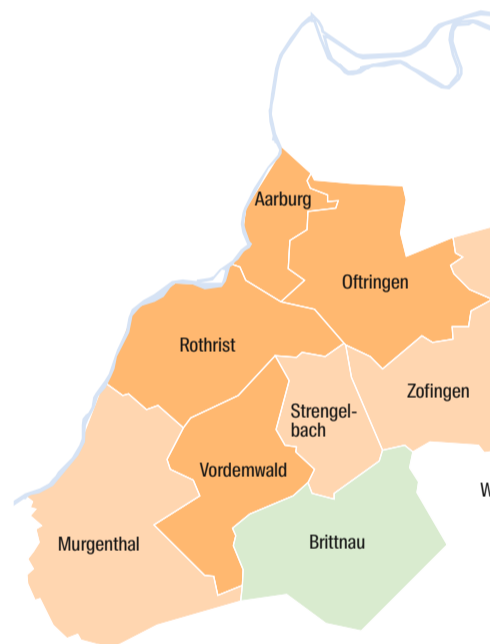 Aarburg
Oftringen
Rothrist
Zofingen
Strengel-
bach
Vordemwald
W
Murgenthal
Brittnau